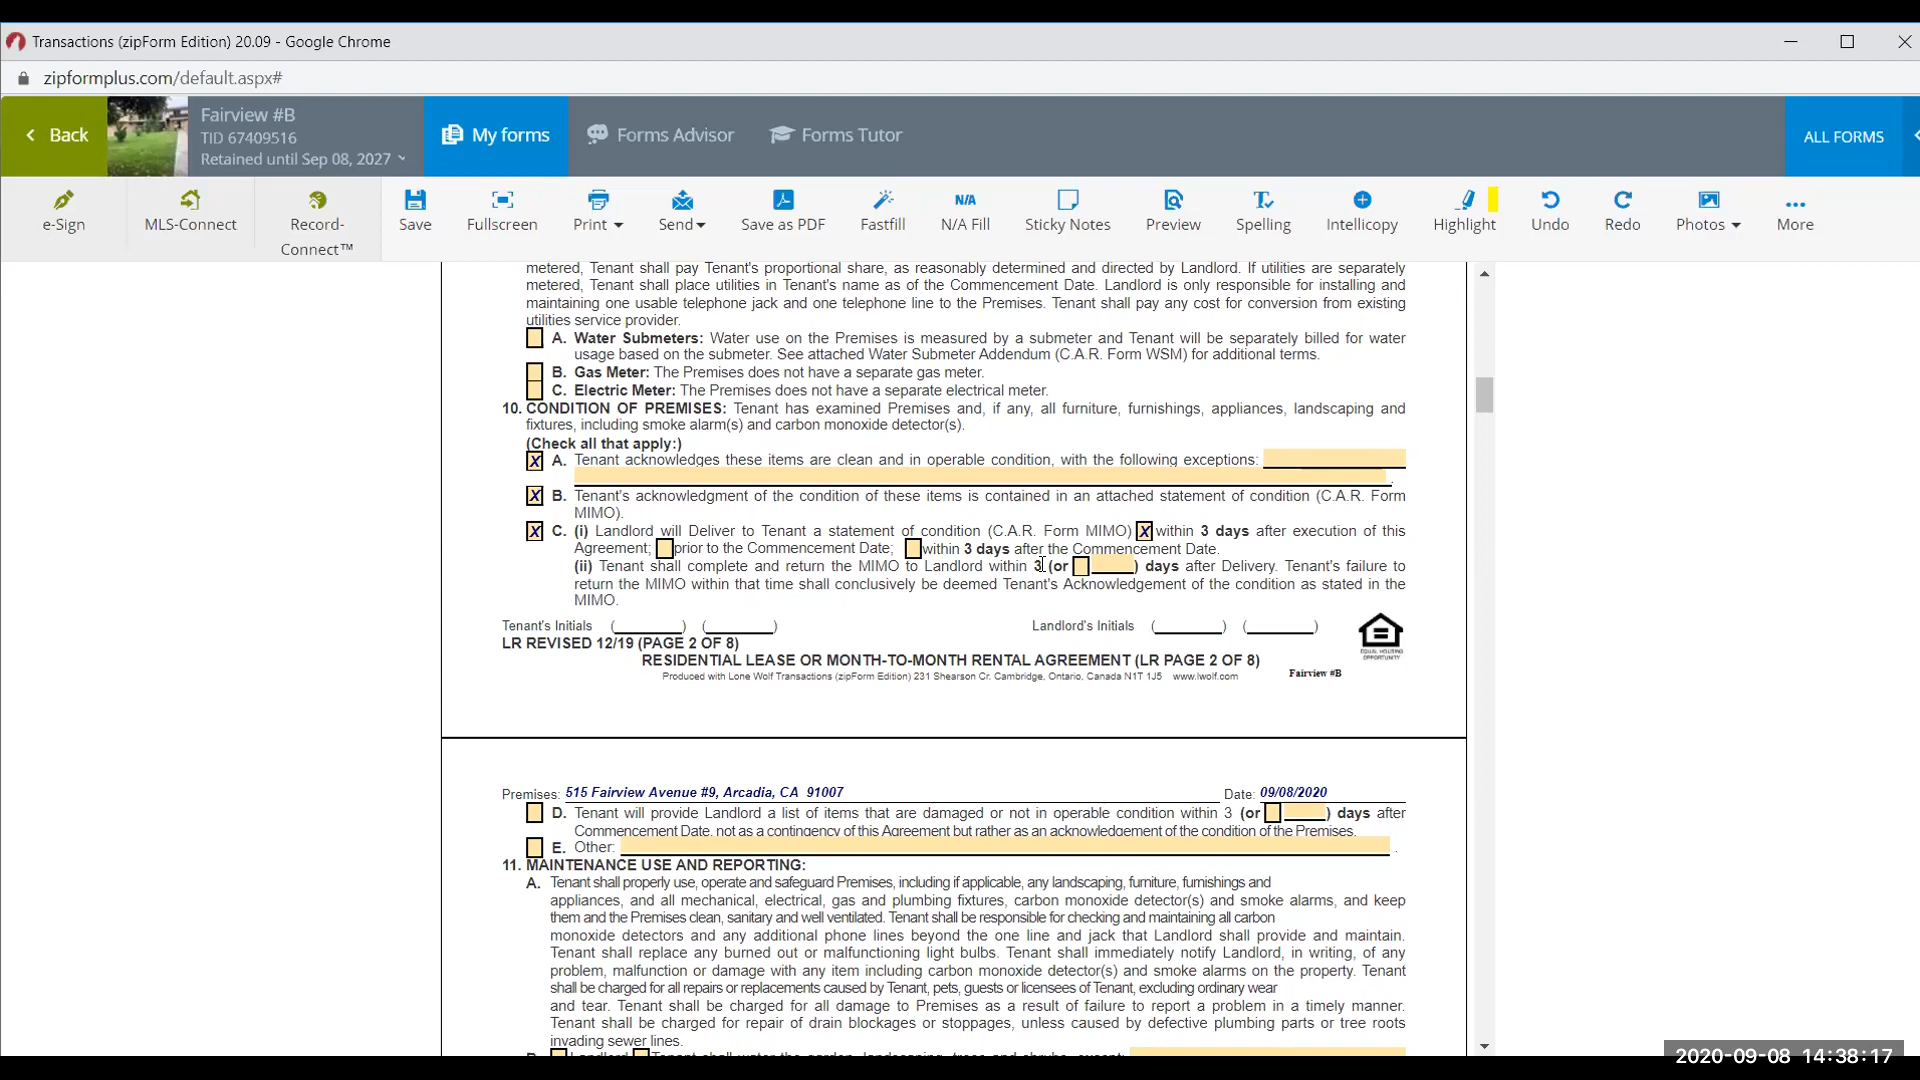 Transactions (zipForm Edition) 20.09 - Google Chrome
zipformplus.com/default.aspx#
Back
Fairview #B
TID 67409516
Retained until Sep 08, 2027
My forms
Forms Advisor
Forms Tutor
ALL FORMS
e-Sign
MLS-Connect
Record-
Connect™
Save
Fullscreen
Print
Send
Save as PDF
Fastfill
N/A
N/A Fill
Sticky Notes
Preview
Spelling
Intellicopy
Highlight
Undo
Redo
Photos
More
metered, Tenant shall pay Tenant's proportional share, as reasonably determined and directed by Landlord. If utilities are separately
metered, Tenant shall place utilities in Tenant's name as of the Commencement Date. Landlord is only responsible for installing and
maintaining one usable telephone jack and one telephone line to the Premises. Tenant shall pay any cost for conversion from existing
utilities service provider.
A. Water Submeters: Water use on the Premises is measured by a submeter and Tenant will be separately billed for water
usage based on the submeter. See attached Water Submeter Addendum (C.A.R. Form WSM) for additional terms.
B. Gas Meter: The Premises does not have a separate gas meter.
C. Electric Meter: The Premises does not have a separate electrical meter.
10. CONDITION OF PREMISES: Tenant has examined Premises and, if any, all furniture, furnishings, appliances, landscaping and
fixtures, including smoke alarm(s) and carbon monoxide detector(s).
(Check all that apply:)
X A. Tenant acknowledges these items are clean and in operable condition, with the following exceptions:
.
X B. Tenant's acknowledgment of the condition of these items is contained in an attached statement of condition (C.A.R. Form
MIMO).
X C. (i) Landlord will Deliver to Tenant a statement of condition (C.A.R. Form MIMO) X within 3 days after execution of this
Agreement; prior to the Commencement Date; within 3 days after the Commencement Date.
(ii) Tenant shall complete and return the MIMO to Landlord within 3 (or ) days after Delivery. Tenant's failure to
return the MIMO within that time shall conclusively be deemed Tenant's Acknowledgement of the condition as stated in the
MIMO.
Tenant's Initials ( ) ( ) Landlord's Initials ( ) ( )
EQUAL HOUSING
OPPORTUNITY
LR REVISED 12/19 (PAGE 2 OF 8)
RESIDENTIAL LEASE OR MONTH-TO-MONTH RENTAL AGREEMENT (LR PAGE 2 OF 8)
Produced with Lone Wolf Transactions (zipForm Edition) 231 Shearson Cr. Cambridge, Ontario, Canada N1T 1J5 www.lwolf.com Fairview #B
Premises: 515 Fairview Avenue #9, Arcadia, CA 91007 Date: 09/08/2020
D. Tenant will provide Landlord a list of items that are damaged or not in operable condition within 3 (or ) days after
Commencement Date, not as a contingency of this Agreement but rather as an acknowledgement of the condition of the Premises.
E. Other: .
11. MAINTENANCE USE AND REPORTING:
A. Tenant shall properly use, operate and safeguard Premises, including if applicable, any landscaping, furniture, furnishings and
appliances, and all mechanical, electrical, gas and plumbing fixtures, carbon monoxide detector(s) and smoke alarms, and keep
them and the Premises clean, sanitary and well ventilated. Tenant shall be responsible for checking and maintaining all carbon
monoxide detectors and any additional phone lines beyond the one line and jack that Landlord shall provide and maintain.
Tenant shall replace any burned out or malfunctioning light bulbs. Tenant shall immediately notify Landlord, in writing, of any
problem, malfunction or damage with any item including carbon monoxide detector(s) and smoke alarms on the property. Tenant
shall be charged for all repairs or replacements caused by Tenant, pets, guests or licensees of Tenant, excluding ordinary wear
and tear. Tenant shall be charged for all damage to Premises as a result of failure to report a problem in a timely manner.
Tenant shall be charged for repair of drain blockages or stoppages, unless caused by defective plumbing parts or tree roots
invading sewer lines.
B. Landlord Tenant shall water the garden, landscaping, trees and shrubs, except:
2020-09-08 14:38:17